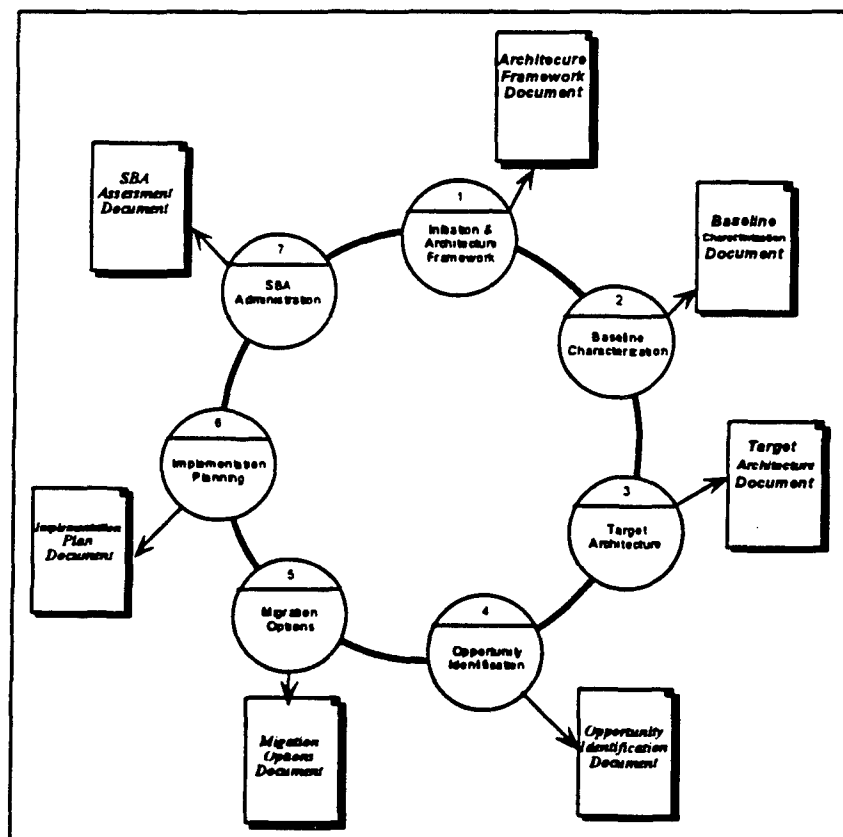 Architecure
Framework
Document
1
Initiation &
Architecture
Framework
Baseline
Characterization
Document
2
Baseline
Characterization
Target
Architecture
Document
3
Target
Architecture
4
Opportunity
Identification
Opportunity
Identification
Document
5
Migration
Options
Migration
Options
Document
6
Implementation
Planning
Implementation
Plan
Document
7
SBA
Administration
SBA
Assessment
Document